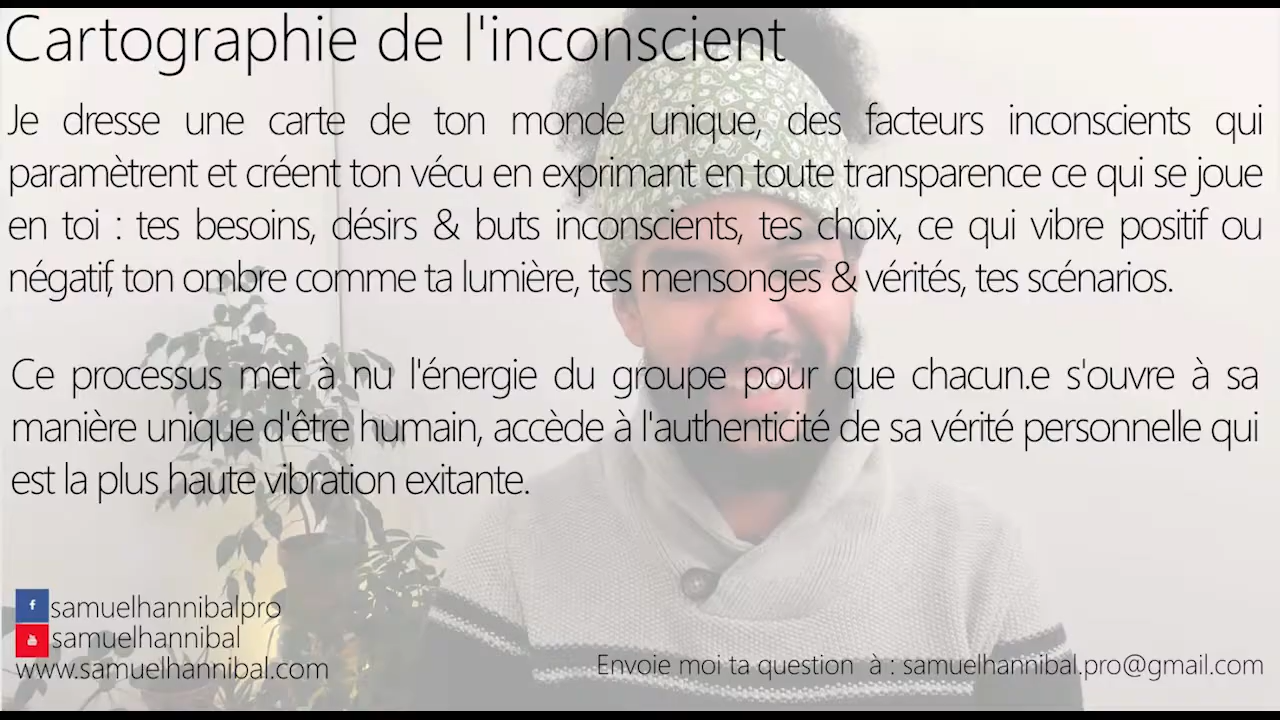 Cartographie de l'inconscient
Je dresse une carte de ton monde unique, des facteurs inconscients qui
paramètrent et créent ton vécu en exprimant en toute transparence ce qui se joue
en toi : tes besoins, désirs & buts inconscients, tes choix, ce qui vibre positif ou
négatif, ton ombre comme ta lumière, tes mensonges & vérités, tes scénarios.
Ce processus met à nu l'énergie du groupe pour que chacun.e s'ouvre à sa
manière unique d'être humain, accède à l'authenticité de sa vérité personnelle qui
est la plus haute vibration exitante.
f samuelhannibalpro
samuelhannibal
www.samuelhannibal.com
Envoie moi ta question à : samuelhannibal.pro@gmail.com